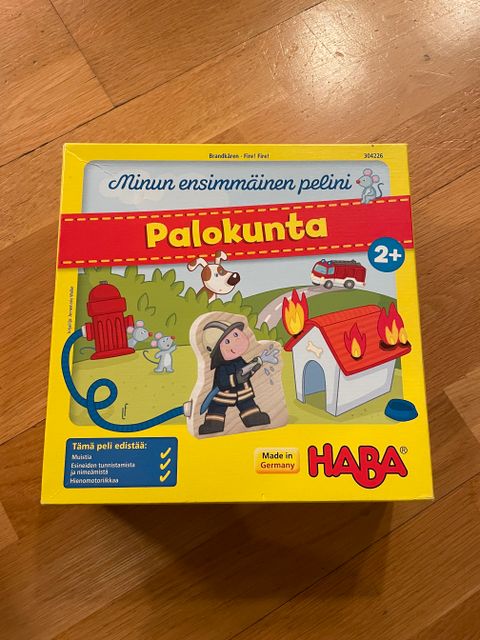 Brandkåren · Fire! Fire!
304226
Minun ensimmäinen pelini
Palokunta
2+
Tämä peli edistää:
Muistia
Esineiden tunnistamista
ja nimeämistä
Hienomotoriikkaa
Made in
Germany
HABA®